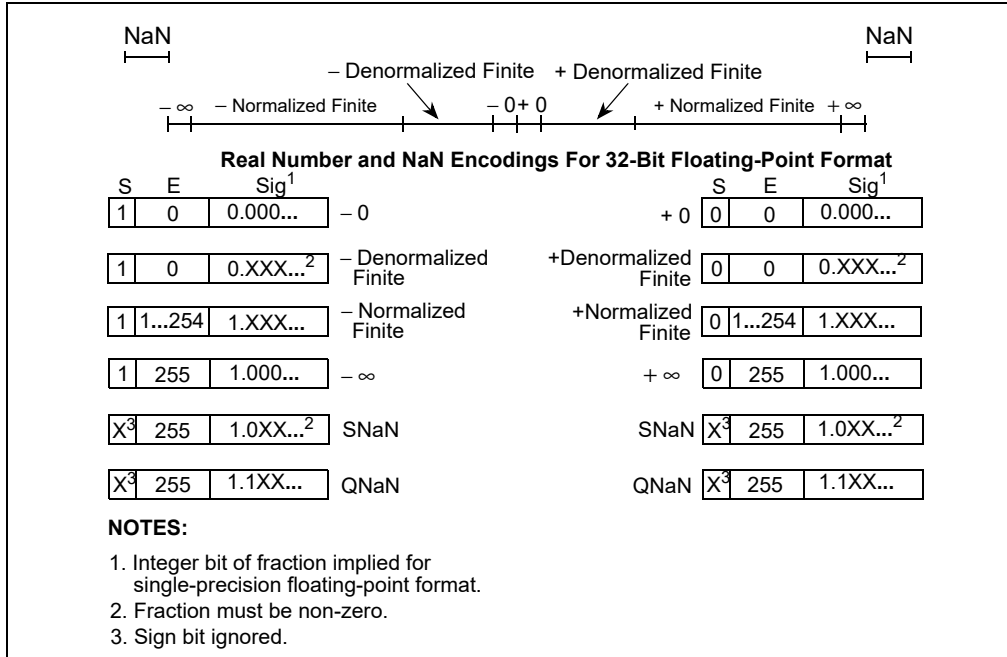 NaN NaN
− Denormalized Finite + Denormalized Finite
− ∞ − Normalized Finite − 0+ 0 + Normalized Finite + ∞
Real Number and NaN Encodings For 32-Bit Floating-Point Format
S E Sig1 S E Sig1
1 0 0.000... − 0 + 0 0 0 0.000...
1 0 0.XXX...2 − Denormalized Finite +Denormalized Finite 0 0 0.XXX...2
1 1...254 1.XXX... − Normalized Finite +Normalized Finite 0 1...254 1.XXX...
1 255 1.000... − ∞ + ∞ 0 255 1.000...
X3 255 1.0XX...2 SNaN SNaN X3 255 1.0XX...2
X3 255 1.1XX... QNaN QNaN X3 255 1.1XX...
NOTES:
1. Integer bit of fraction implied for
single-precision floating-point format.
2. Fraction must be non-zero.
3. Sign bit ignored.